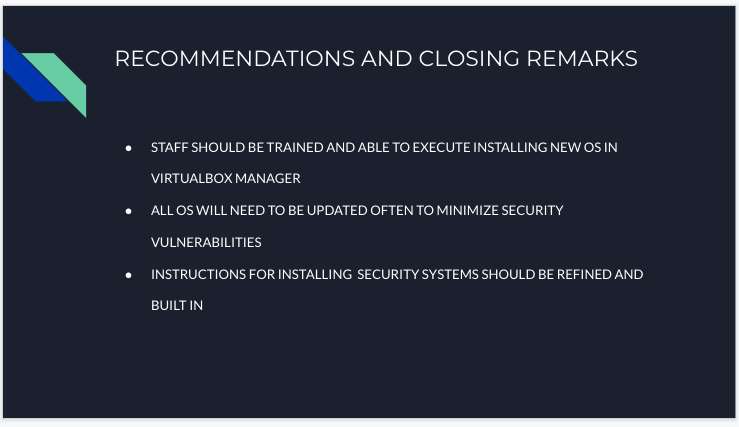 RECOMMENDATIONS AND CLOSING REMARKS
● STAFF SHOULD BE TRAINED AND ABLE TO EXECUTE INSTALLING NEW OS IN
VIRTUALBOX MANAGER
● ALL OS WILL NEED TO BE UPDATED OFTEN TO MINIMIZE SECURITY
VULNERABILITIES
● INSTRUCTIONS FOR INSTALLING  SECURITY SYSTEMS SHOULD BE REFINED AND
BUILT IN